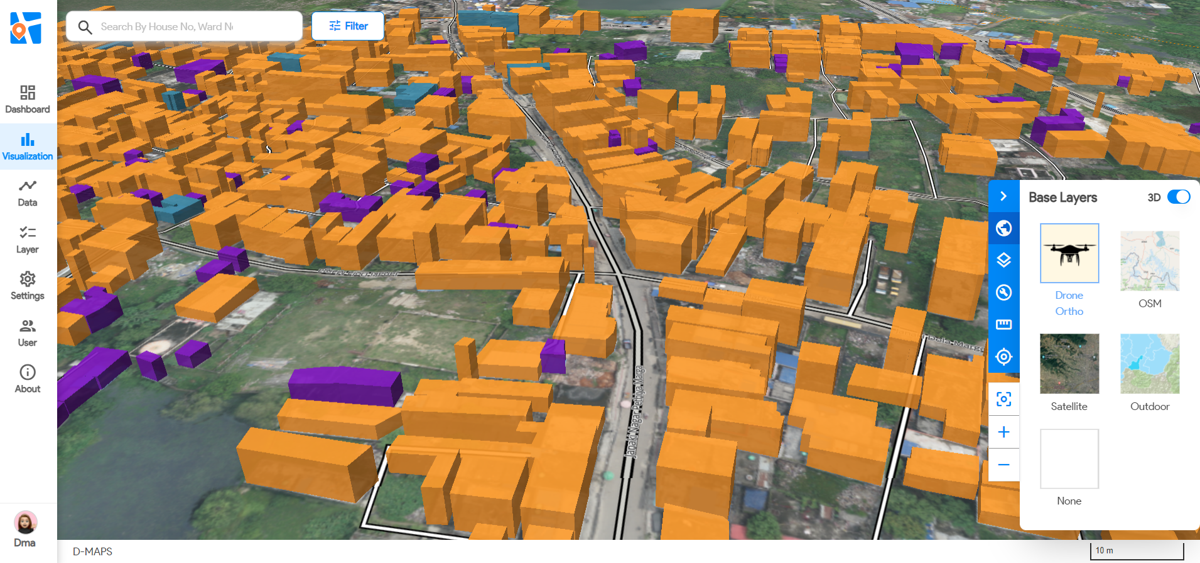 Search By House No, Ward No
Filter
Dashboard
Visualization
Data
Layer
Settings
User
About
Dma
Base Layers
3D
Drone
Ortho
OSM
Satellite
Outdoor
None
D-MAPS
10 m